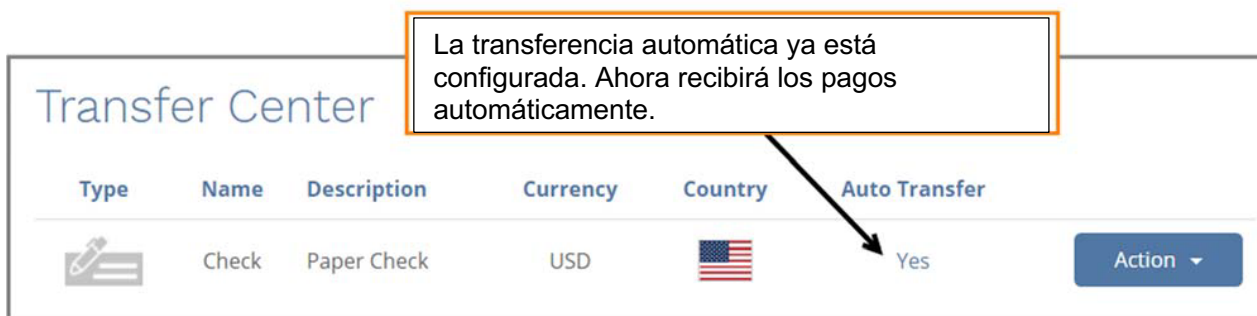 La transferencia automática ya está
configurada. Ahora recibirá los pagos
automáticamente.
Transfer Center
Type Name Description Currency Country Auto Transfer
Check Paper Check USD Yes Action